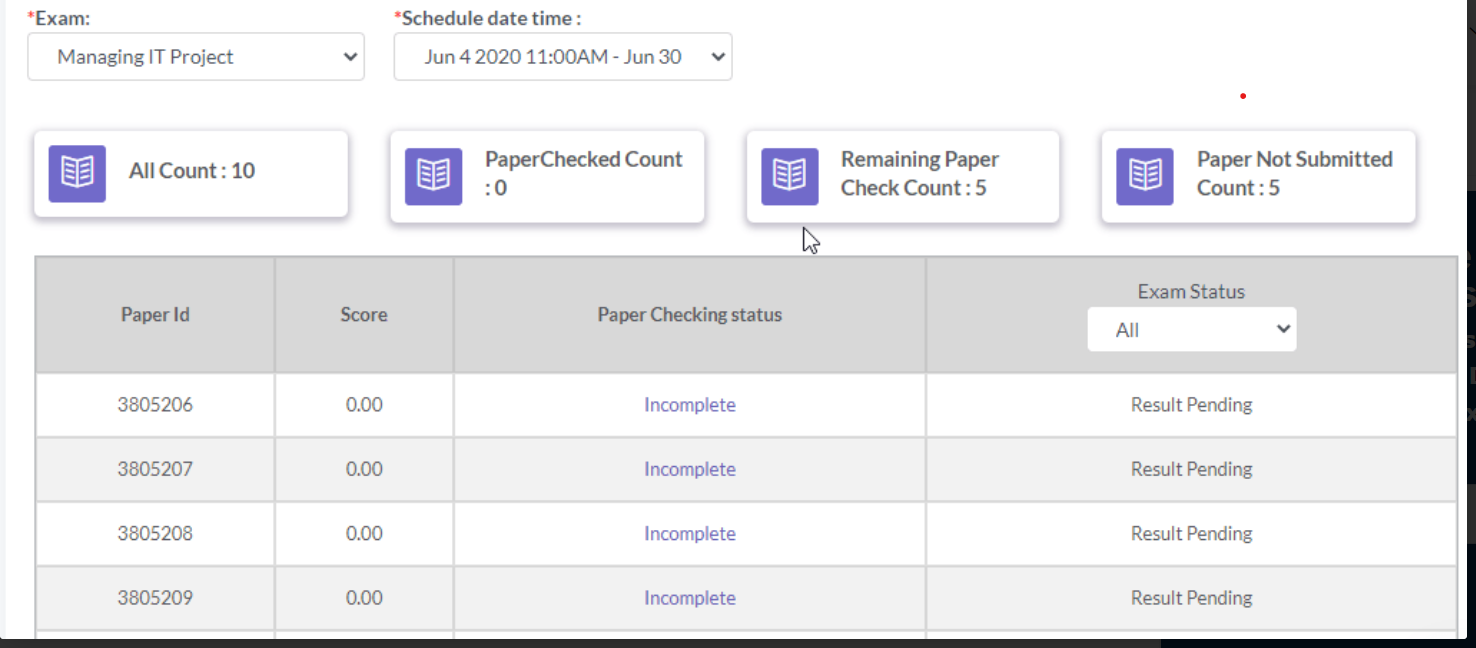 *Exam:
*Schedule date time :
Managing IT Project
Jun 4 2020 11:00AM - Jun 30
All Count : 10
PaperChecked Count
: 0
Remaining Paper
Check Count : 5
Paper Not Submitted
Count : 5
Paper Id
Score
Paper Checking status
Exam Status
All
3805206 0.00 Incomplete Result Pending
3805207 0.00 Incomplete Result Pending
3805208 0.00 Incomplete Result Pending
3805209 0.00 Incomplete Result Pending